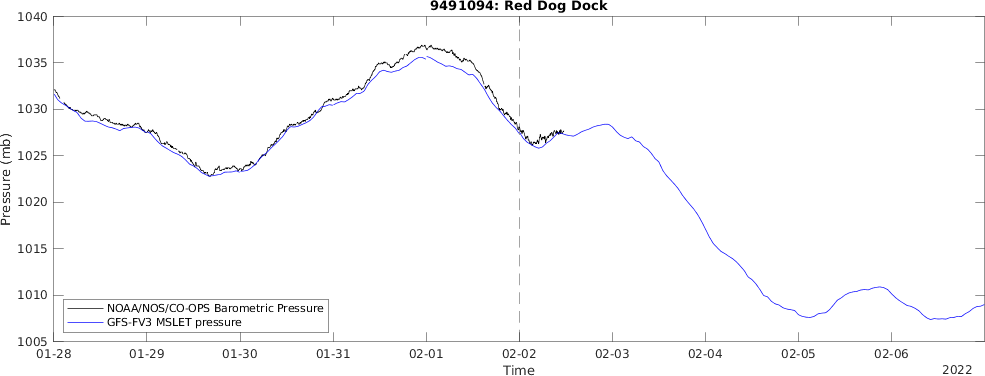 9491094: Red Dog Dock
1040
1035
1030
1025
1020
1015
1010
1005
Pressure (mb)
NOAA/NOS/CO-OPS Barometric Pressure
GFS-FV3 MSLET pressure
01-28 01-29 01-30 01-31 02-01 02-02 02-03 02-04 02-05 02-06
Time
2022